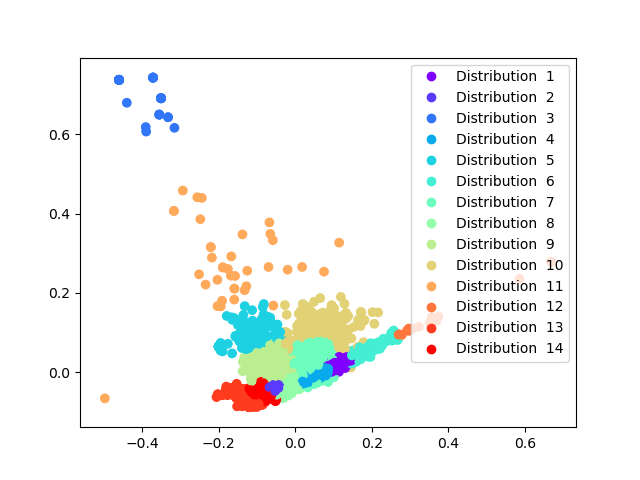 Distribution  1
Distribution  2
Distribution  3
Distribution  4
Distribution  5
Distribution  6
Distribution  7
Distribution  8
Distribution  9
Distribution  10
Distribution  11
Distribution  12
Distribution  13
Distribution  14
0.6
0.4
0.2
0.0
−0.4
−0.2
0.0
0.2
0.4
0.6